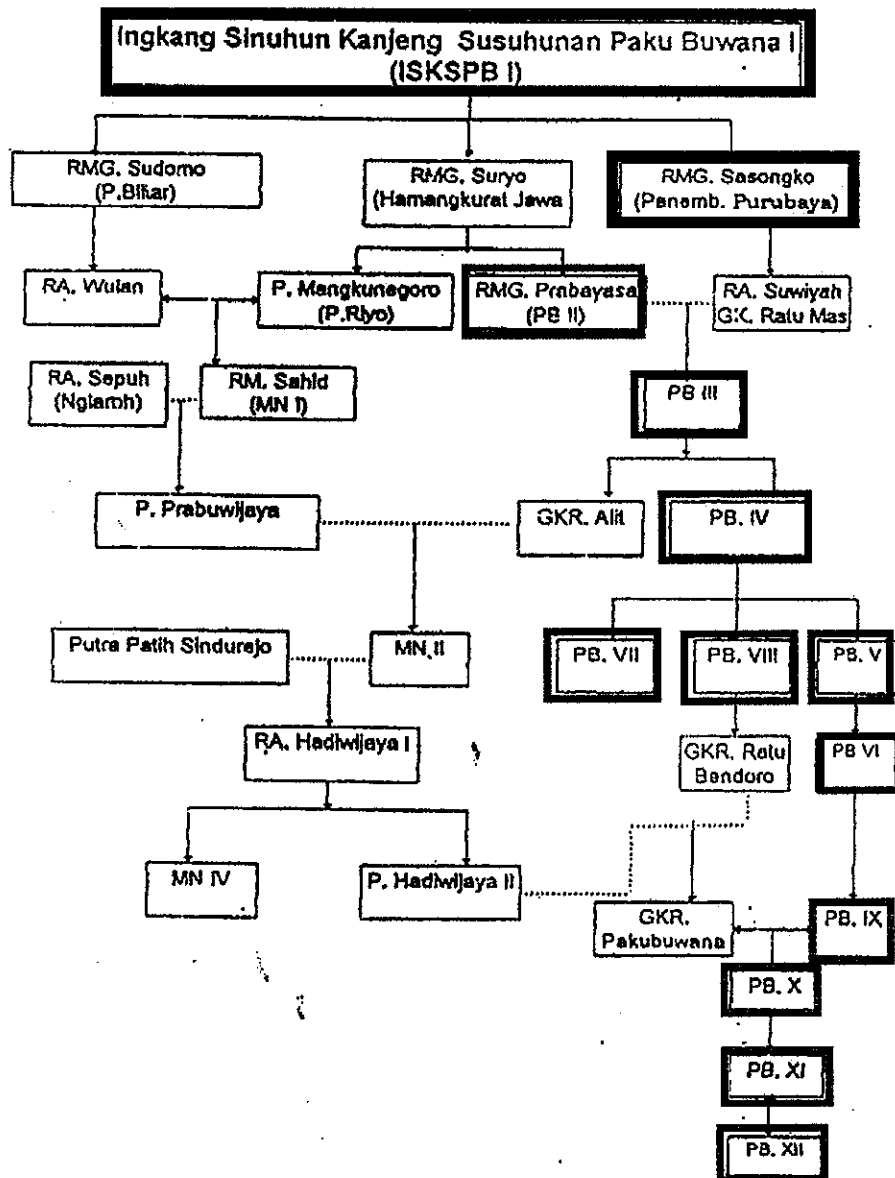 Ingkang Sinuhun Kanjeng Susuhunan Paku Buwana I
(ISKSPB I)
RMG. Sudomo
(P.Blitar)
RMG. Suryo
(Hamangkurat Jawa
RMG. Sasongko
(Panemb. Purubaya)
RA. Wulan
P. Mangkunegoro
(P.Riyo)
RMG. Prabayasa
(PB II)
RA. Suwiyah
GK. Ratu Mas
RA. Sepuh
RM. Sahid
(MN I)
PB III
P. Prabuwijaya
GKR. Alit
PB. IV
Putra Patih Sindurejo
MN.II
PB. VII
PB. VIII
PB. V
RA. Hadiwijaya I
GKR. Ratu
Bendoro
PB VI
MN IV
P. Hadiwijaya II
GKR.
Pakubuwana
PB. IX
PB. X
PB. XI
PB. XII